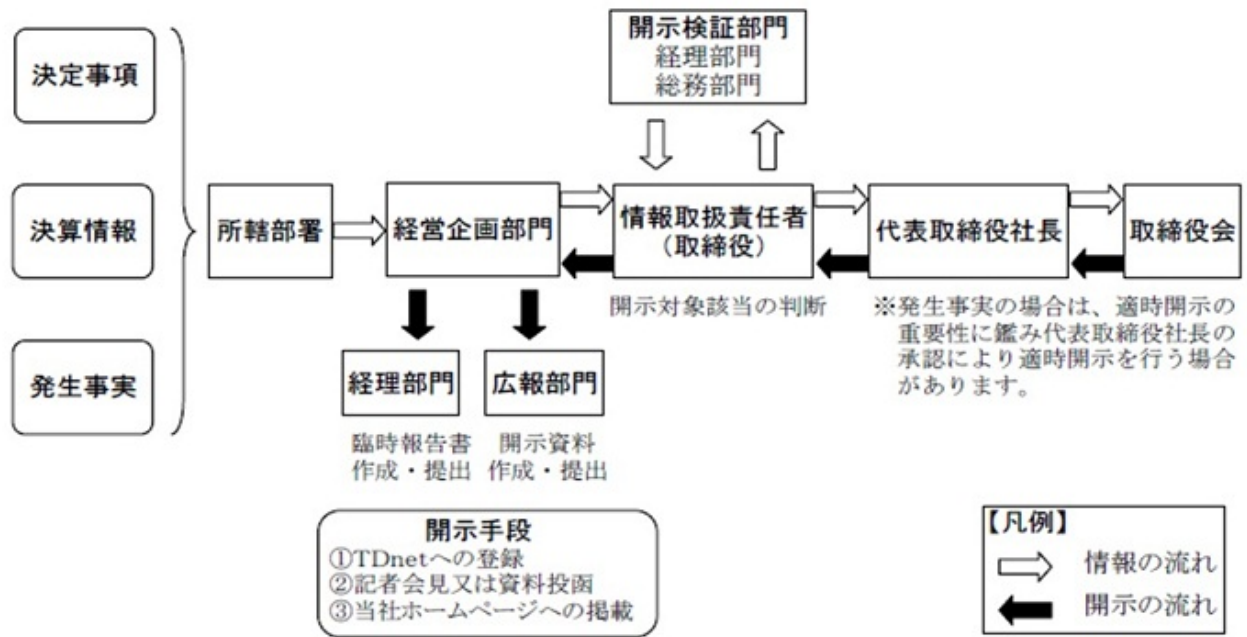 決定事項
決算情報
発生事実
所轄部署
経営企画部門
開示検証部門
経理部門
総務部門
情報取扱責任者
（取締役）
開示対象該当の判断
代表取締役社長
取締役会
※発生事実の場合は、適時開示の
重要性に鑑み代表取締役社長の
承認により適時開示を行う場合
があります。
経理部門
臨時報告書
作成・提出
広報部門
開示資料
作成・提出
開示手段
①TDnetへの登録
②記者会見又は資料投函
③当社ホームページへの掲載
【凡例】
情報の流れ
開示の流れ